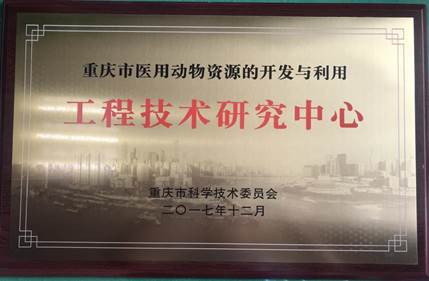 重庆市医用动物资源的开发与利用
工程技术研究中心
重庆市科学技术委员会
二〇一七年十二月